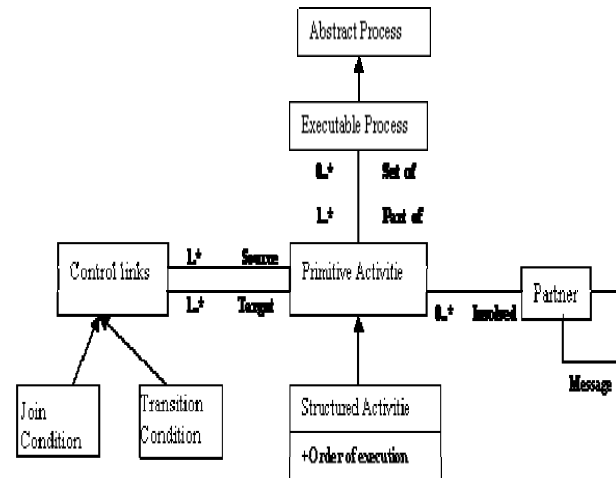 Abstract Process
Executable Process
0..* Set of
1..* Part of
Control links
1..* Source
1..* Target
Primitive Activitie
0..* Involved
Partner
Message
Join
Condition
Transition
Condition
Structured Activitie
+Order of execution